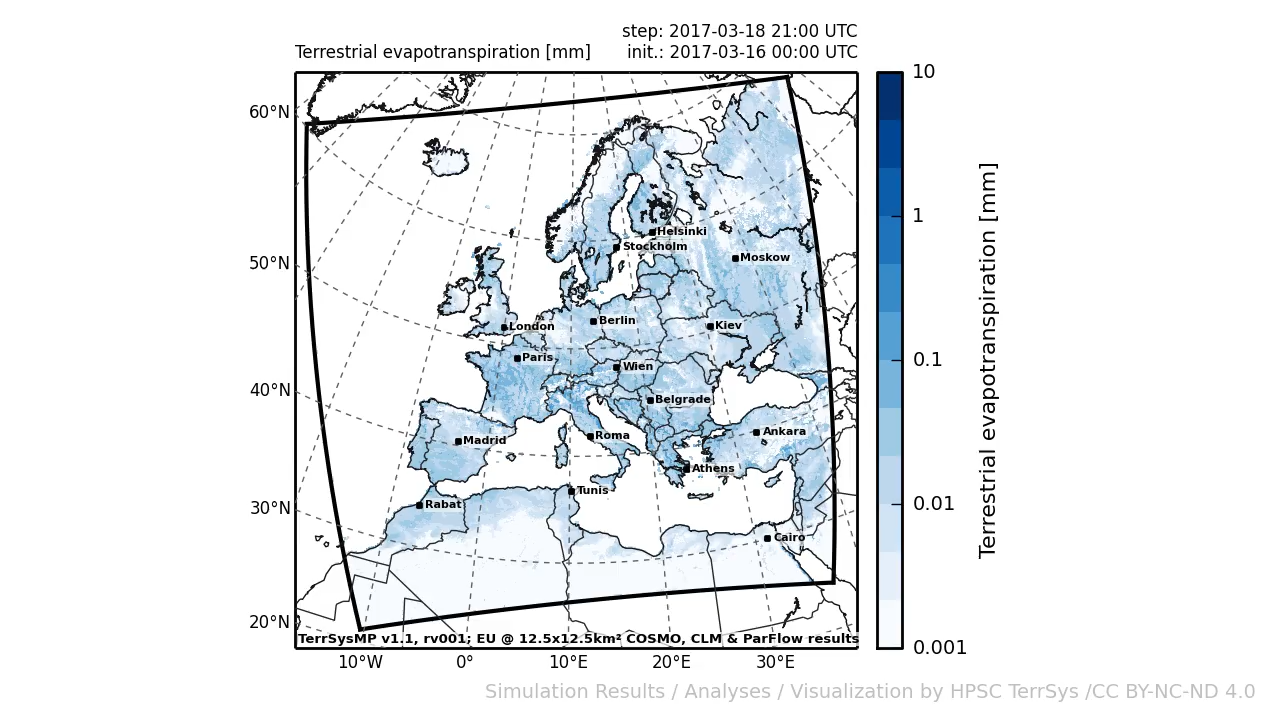 step: 2017-03-18 21:00 UTC
Terrestrial evapotranspiration [mm] init.: 2017-03-16 00:00 UTC
60°N
50°N
40°N
30°N
20°N
10°W 0° 10°E 20°E 30°E
Helsinki
Stockholm
Moskow
London
Berlin
Kiev
Paris
Wien
Belgrade
Madrid
Roma
Ankara
Athens
Tunis
Rabat
Cairo
TerrSysMP v1.1, rv001; EU @ 12.5x12.5km² COSMO, CLM & ParFlow results
10
1
0.1
0.01
0.001
Terrestrial evapotranspiration [mm]
Simulation Results / Analyses / Visualization by HPSC TerrSys /CC BY-NC-ND 4.0